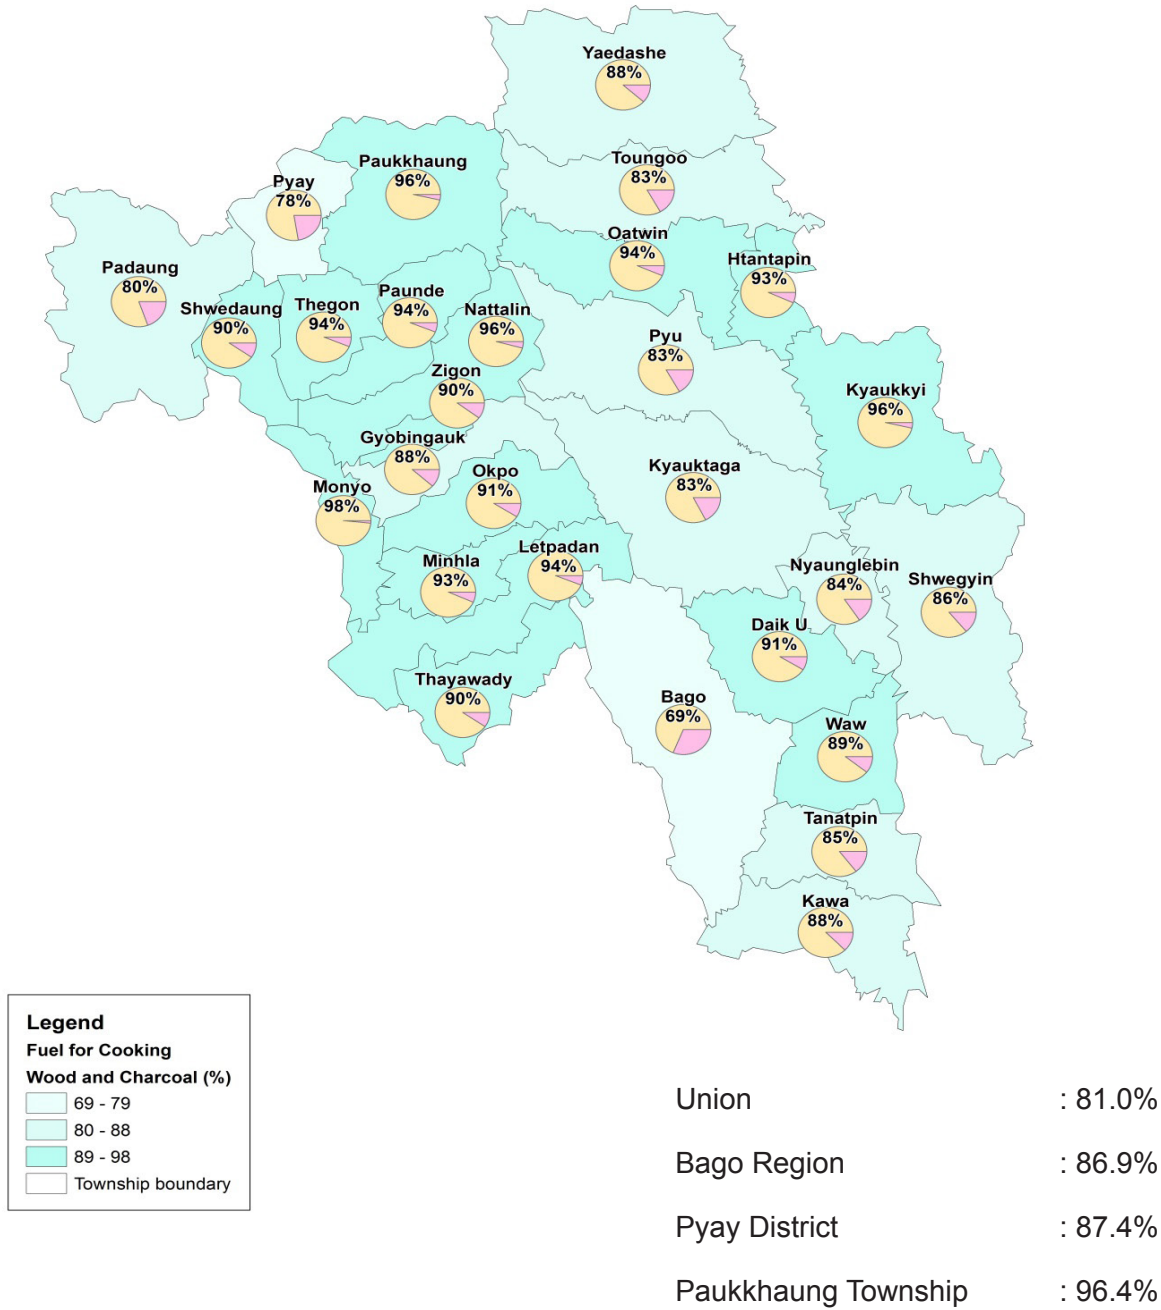 Yaedashe
88%
Toungoo
83%
Paukkhaung
96%
Pyay
78%
Oatwin
94%
Htantapin
93%
Padaung
80%
Shwedaung
90%
Thegon
94%
Paunde
94%
Nattalin
96%
Pyu
83%
Zigon
90%
Kyaukkyi
96%
Gyobingauk
88%
Okpo
91%
Kyauktaga
83%
Monyo
98%
Minhla
93%
Letpadan
94%
Nyaunglebin
84%
Shwegyin
86%
Daik U
91%
Thayawady
90%
Bago
69%
Waw
89%
Tanatpin
85%
Kawa
88%
Legend
Fuel for Cooking
Wood and Charcoal (%)
69 - 79
80 - 88
89 - 98
Township boundary
Union : 81.0%
Bago Region : 86.9%
Pyay District : 87.4%
Paukkhaung Township : 96.4%